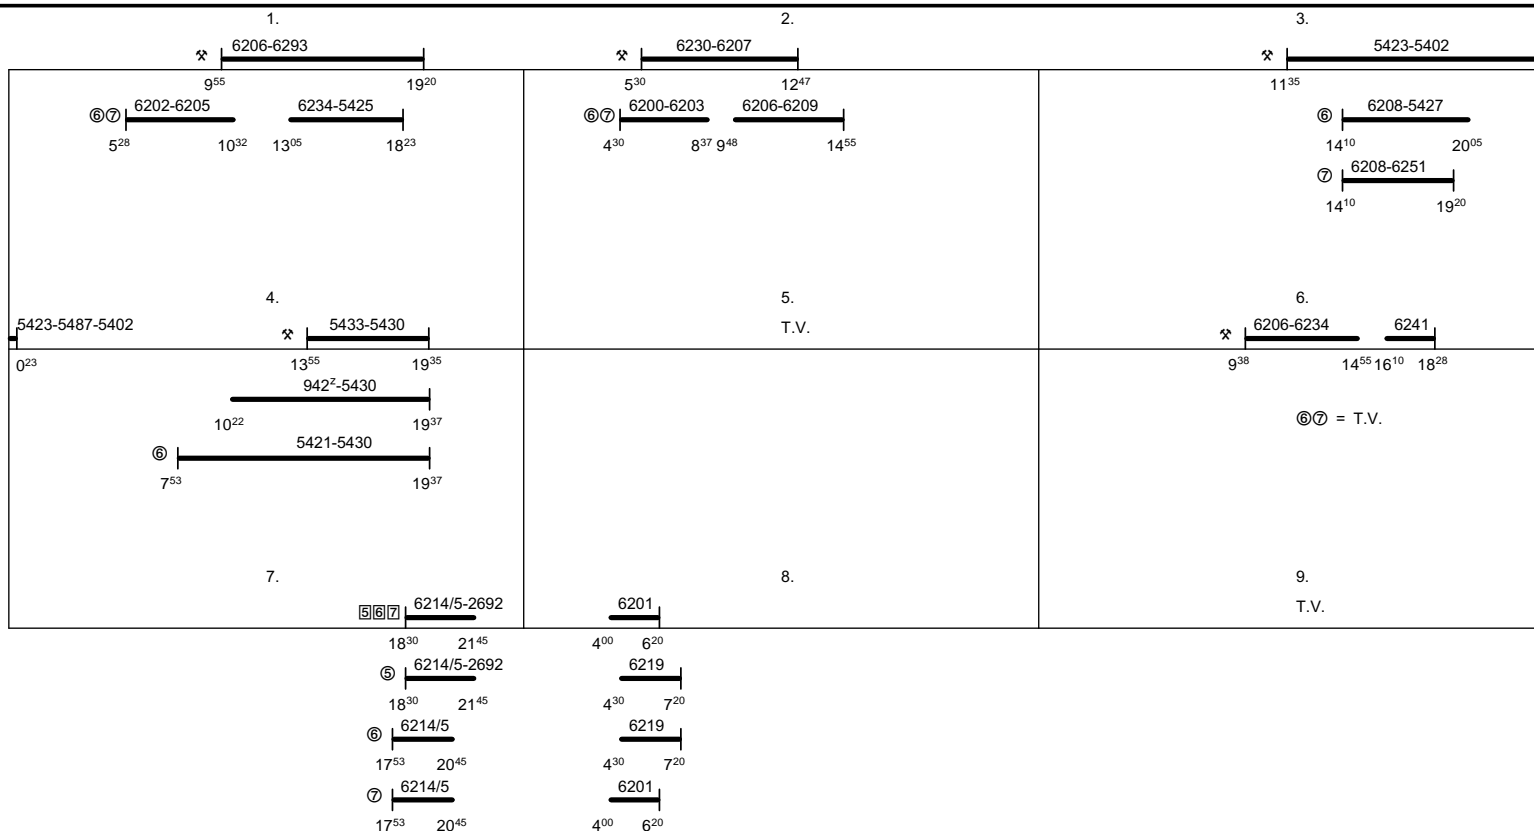 1. 2. 3.
⚒ 6206-6293 ⚒ 6230-6207 ⚒ 5423-5402
9⁵⁵ 19²⁰ 5³⁰ 12⁴⁷ 11³⁵
⑥⑦ 6202-6205 6234-5425 ⑥⑦ 6200-6203 6206-6209 ⑥ 6208-5427
5²⁸ 10³² 13⁰⁵ 18²³ 4³⁰ 8³⁷ 9⁴⁸ 14⁵⁵ 14¹⁰ 20⁰⁵
⑦ 6208-6251
14¹⁰ 19²⁰
4. 5. 6.
5423-5487-5402 ⚒ 5433-5430 T.V. ⚒ 6206-6234 6241
0²³ 13⁵⁵ 19³⁵ 9³⁸ 14⁵⁵ 16¹⁰ 18²⁸
942ᶻ-5430
10²² 19³⁷ ⑥⑦ = T.V.
⑥ 5421-5430
7⁵³ 19³⁷
7. 8. 9.
5 6 7 6214/5-2692 6201 T.V.
18³⁰ 21⁴⁵ 4⁰⁰ 6²⁰
⑤ 6214/5-2692 6219
18³⁰ 21⁴⁵ 4³⁰ 7²⁰
⑥ 6214/5 6219
17⁵³ 20⁴⁵ 4³⁰ 7²⁰
⑦ 6214/5 6201
17⁵³ 20⁴⁵ 4⁰⁰ 6²⁰